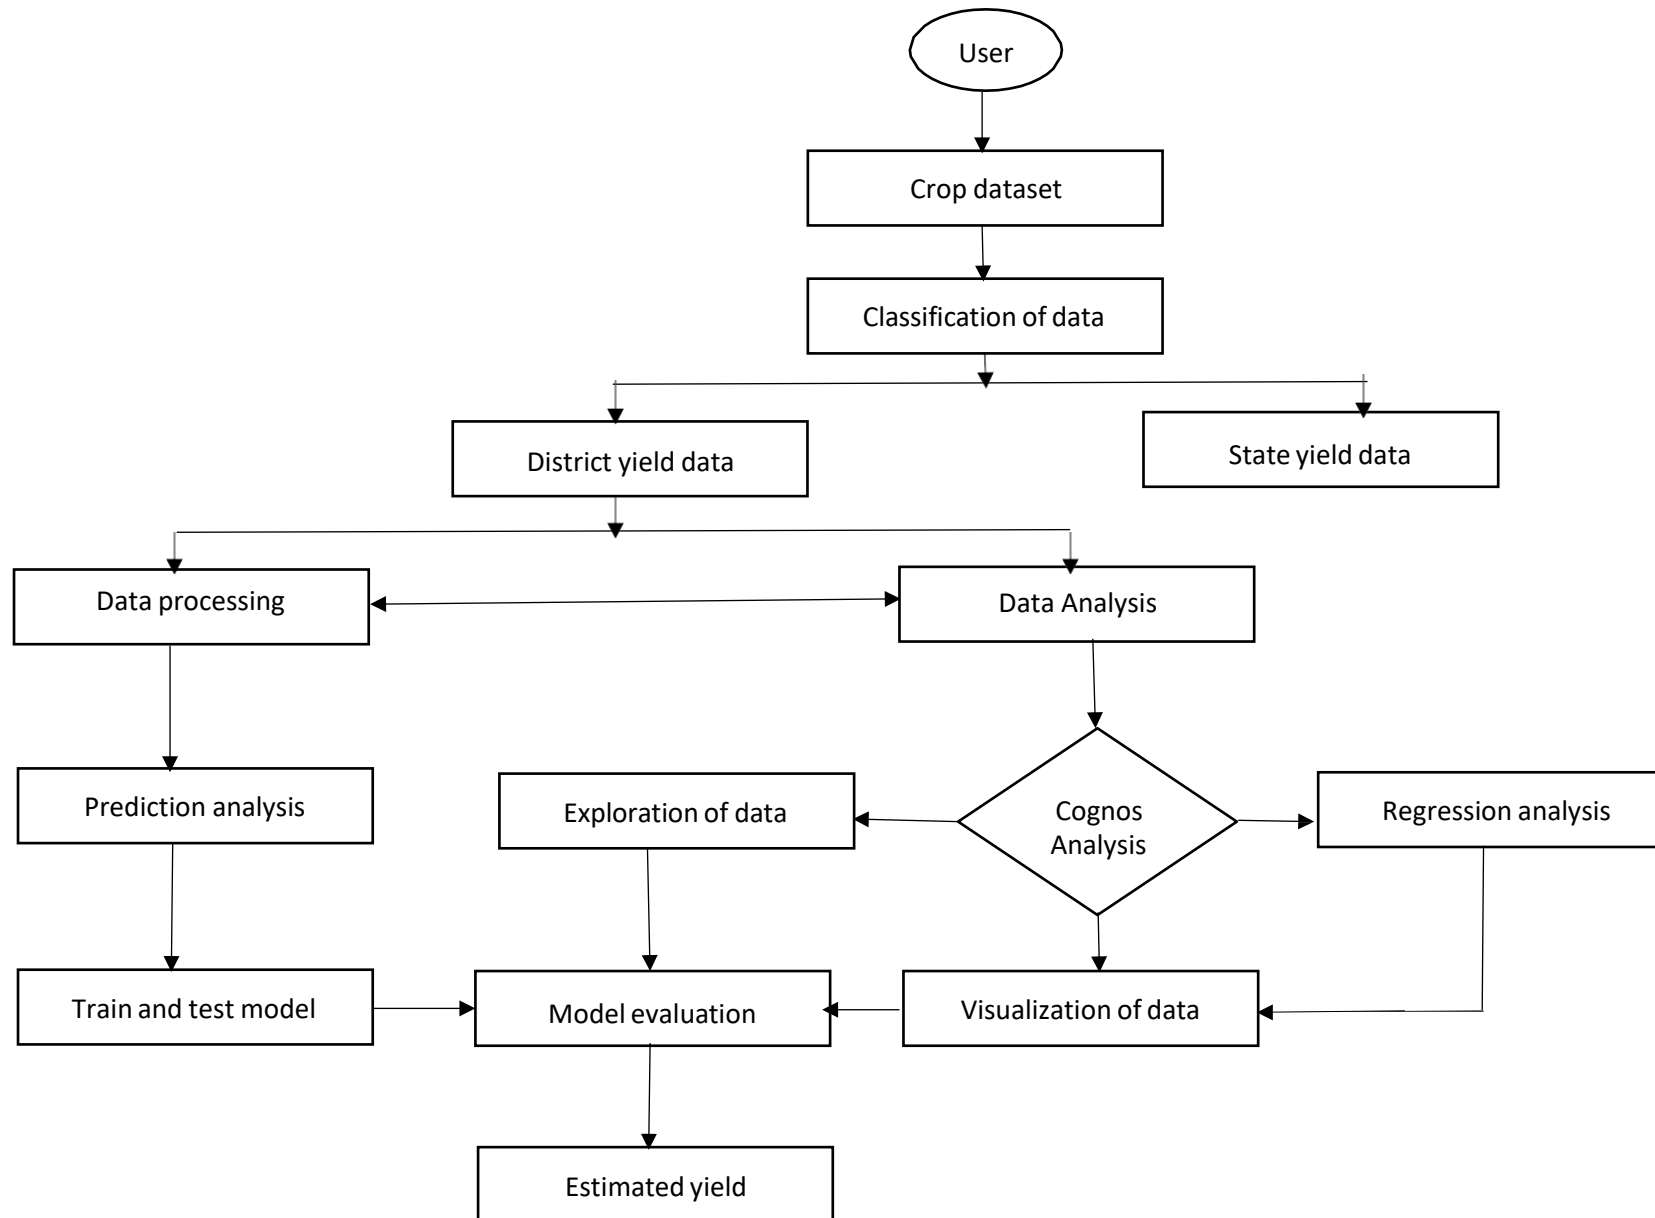 User
Crop dataset
Classification of data
District yield data
State yield data
Data processing
Data Analysis
Prediction analysis
Exploration of data
Cognos
Analysis
Regression analysis
Train and test model
Model evaluation
Visualization of data
Estimated yield